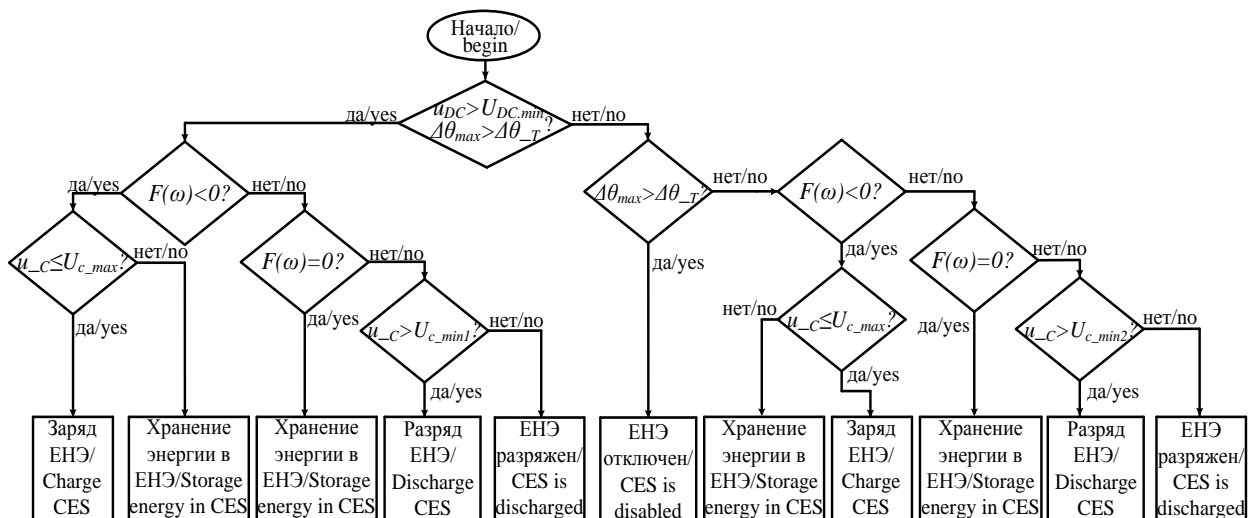 Начало/
begin
u_DC>U_DC.min
Δθ_max>Δθ_T ?
да/yes
нет/no
F(ω)<0?
да/yes
нет/no
Δθ_max>Δθ_T?
нет/no
да/yes
F(ω)<0?
нет/no
да/yes
u_C≤U_c_max?
нет/no
да/yes
F(ω)=0?
нет/no
да/yes
u_C>U_c_min1?
нет/no
да/yes
u_C≤U_c_max?
нет/no
да/yes
F(ω)=0?
нет/no
да/yes
u_C>U_c_min2?
нет/no
да/yes
Заряд
ЕНЭ/
Charge
CES
Хранение
энергии в
ЕНЭ/Storage
energy in CES
Хранение
энергии в
ЕНЭ/Storage
energy in CES
Разряд
ЕНЭ/
Discharge
CES
ЕНЭ
разряжен/
CES is
discharged
ЕНЭ
отключен/
CES is
disabled
Хранение
энергии в
ЕНЭ/Storage
energy in CES
Заряд
ЕНЭ/
Charge
CES
Хранение
энергии в
ЕНЭ/Storage
energy in CES
Разряд
ЕНЭ/
Discharge
CES
ЕНЭ
разряжен/
CES is
discharged